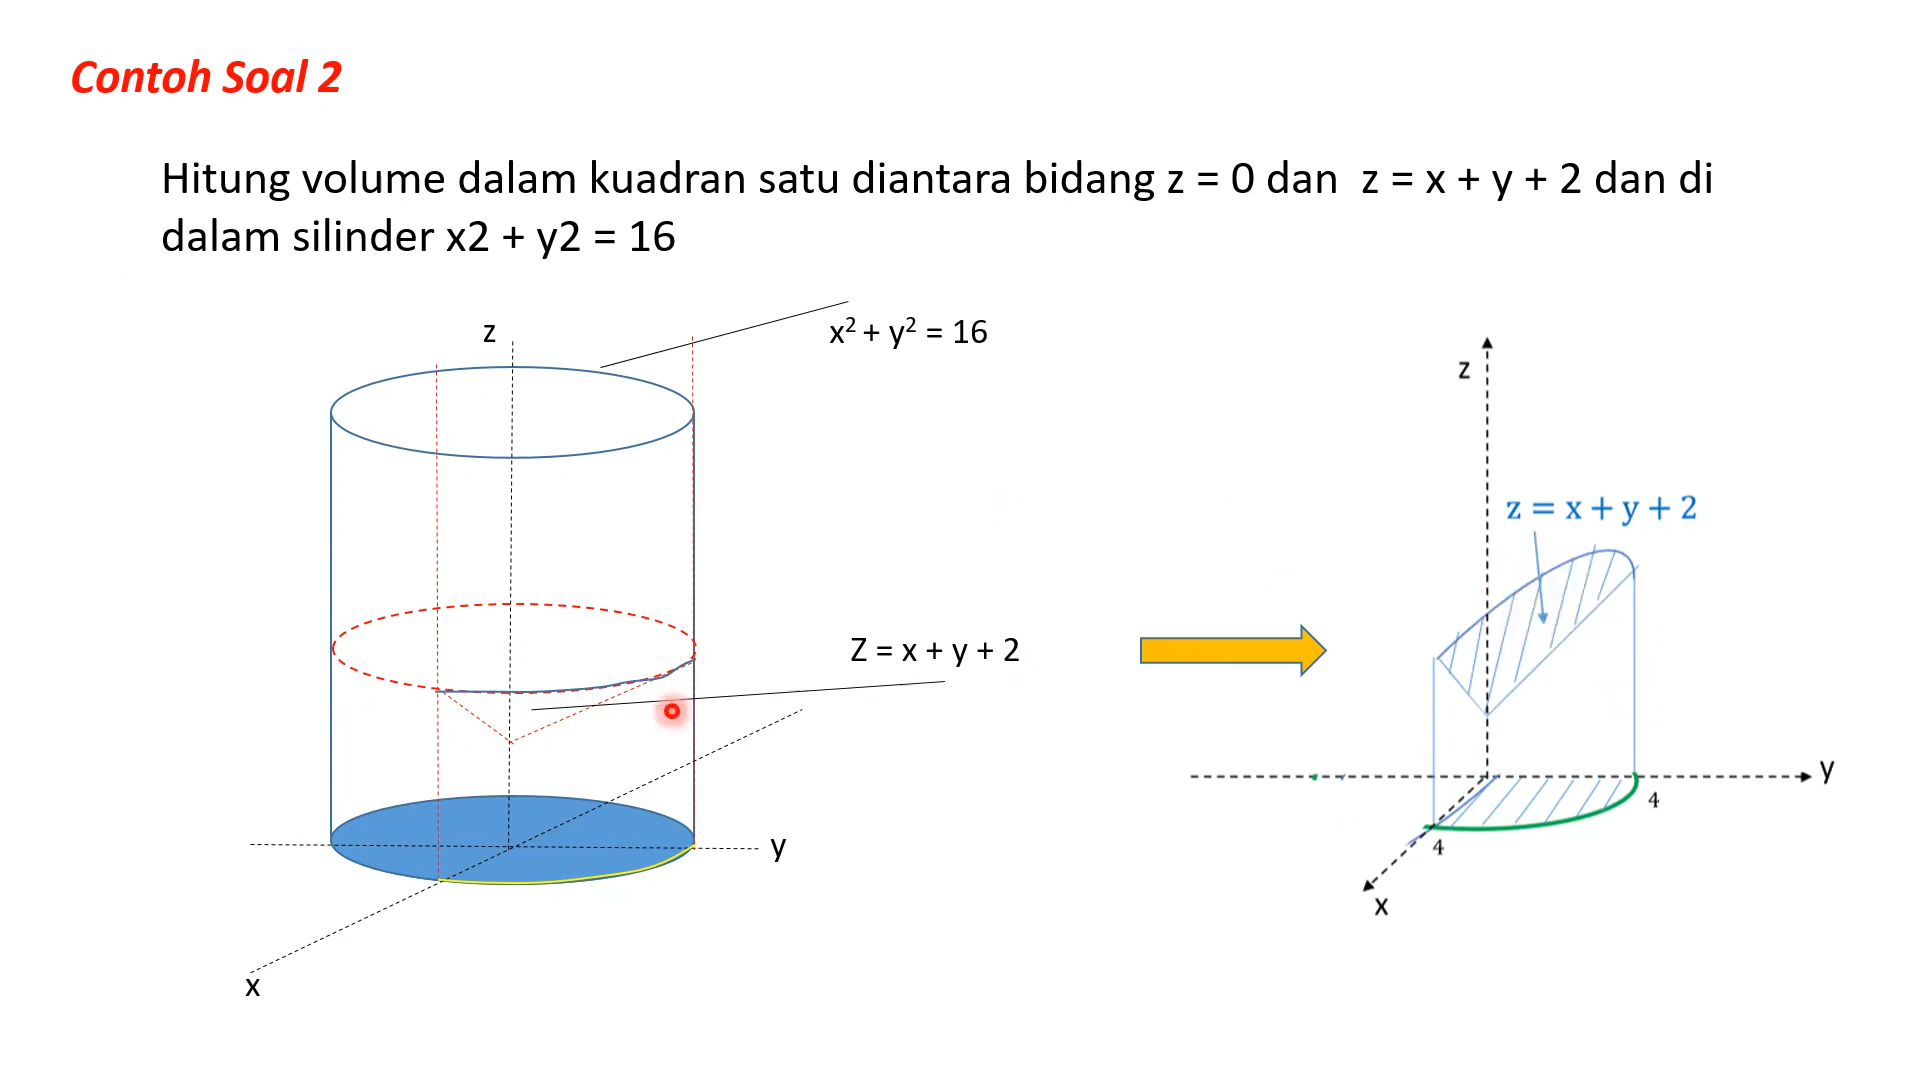 Contoh Soal 2
Hitung volume dalam kuadran satu diantara bidang z = 0 dan z = x + y + 2 dan di
dalam silinder x2 + y2 = 16
z
x² + y² = 16
z
z = x + y + 2
Z = x + y + 2
y
4
y
4
x
x